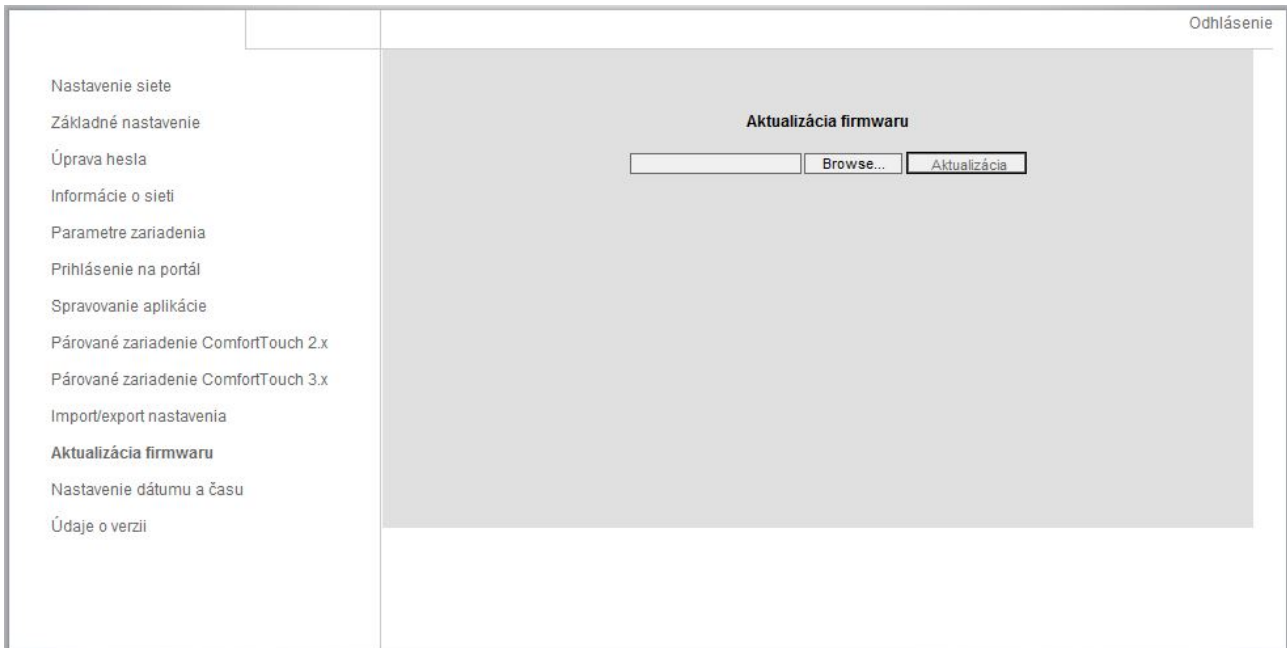 Odhlásenie
Nastavenie siete
Základné nastavenie
Úprava hesla
Informácie o sieti
Parametre zariadenia
Prihlásenie na portál
Spravovanie aplikácie
Párované zariadenie ComfortTouch 2.x
Párované zariadenie ComfortTouch 3.x
Import/export nastavenia
Aktualizácia firmwaru
Nastavenie dátumu a času
Údaje o verzii
Aktualizácia firmwaru
Browse... Aktualizácia